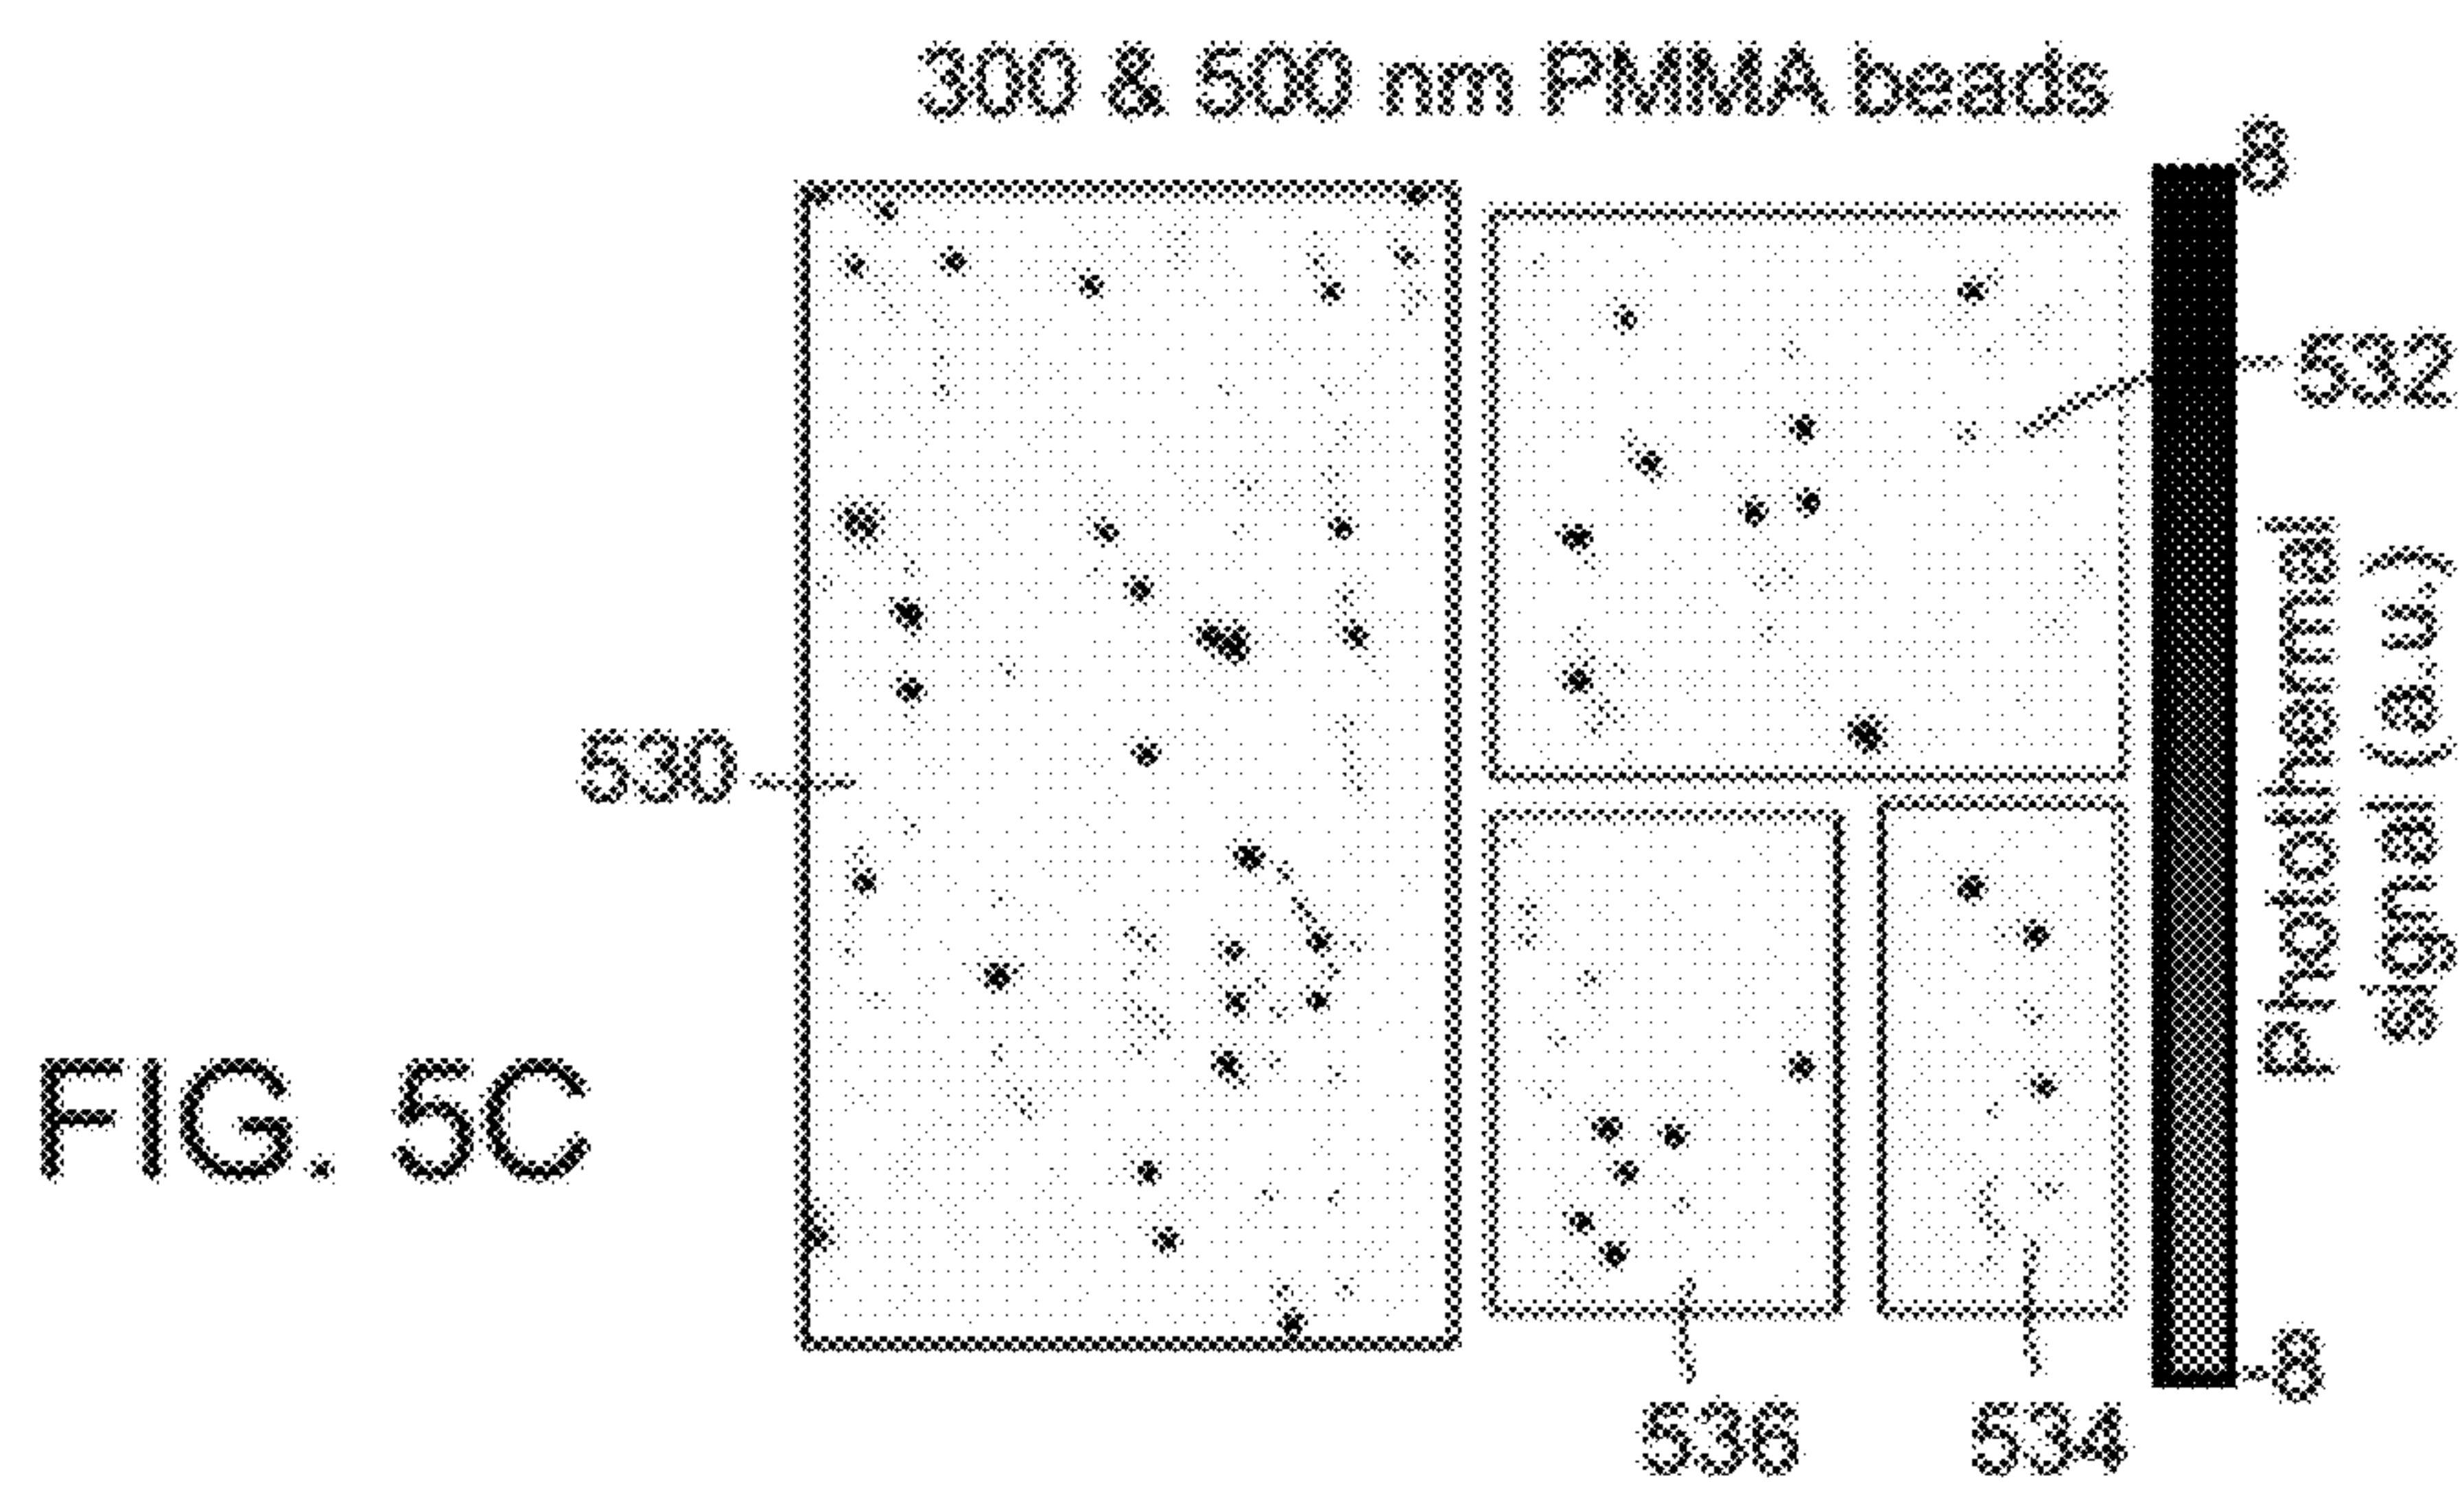 300 & 500 nm PMMA beads
8
532
Photothermal
signal (a.u.)
530
FIG. 5C
-8
536
534